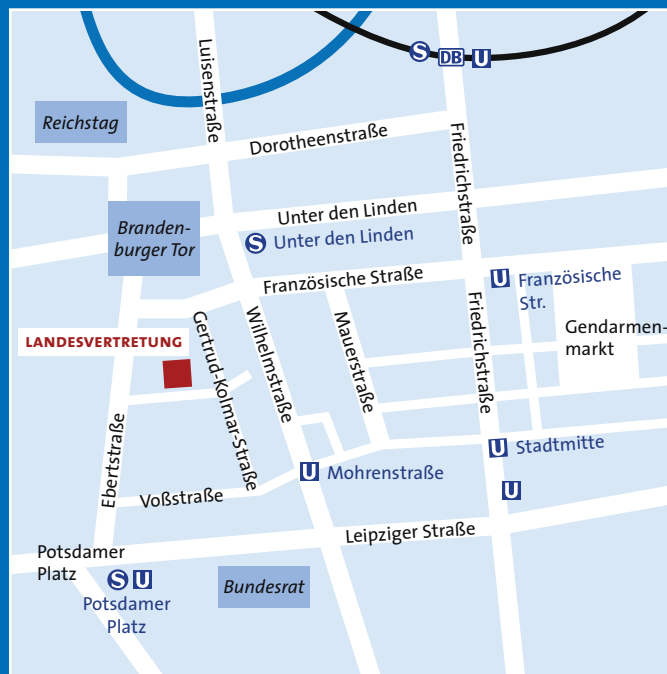 S DB U
Luisenstraße
Reichstag
Dorotheenstraße
Friedrichstraße
Branden-
burger Tor
Unter den Linden
S Unter den Linden
Französische Straße
U Französische
Str.
Gendarmen-
markt
LANDESVERTRETUNG
Gertrud-Kolmar-Straße
Wilhelmstraße
Mauerstraße
Friedrichstraße
Ebertstraße
U Stadtmitte
U Mohrenstraße
U
Voßstraße
Leipziger Straße
Potsdamer
Platz
S U
Potsdamer
Platz
Bundesrat